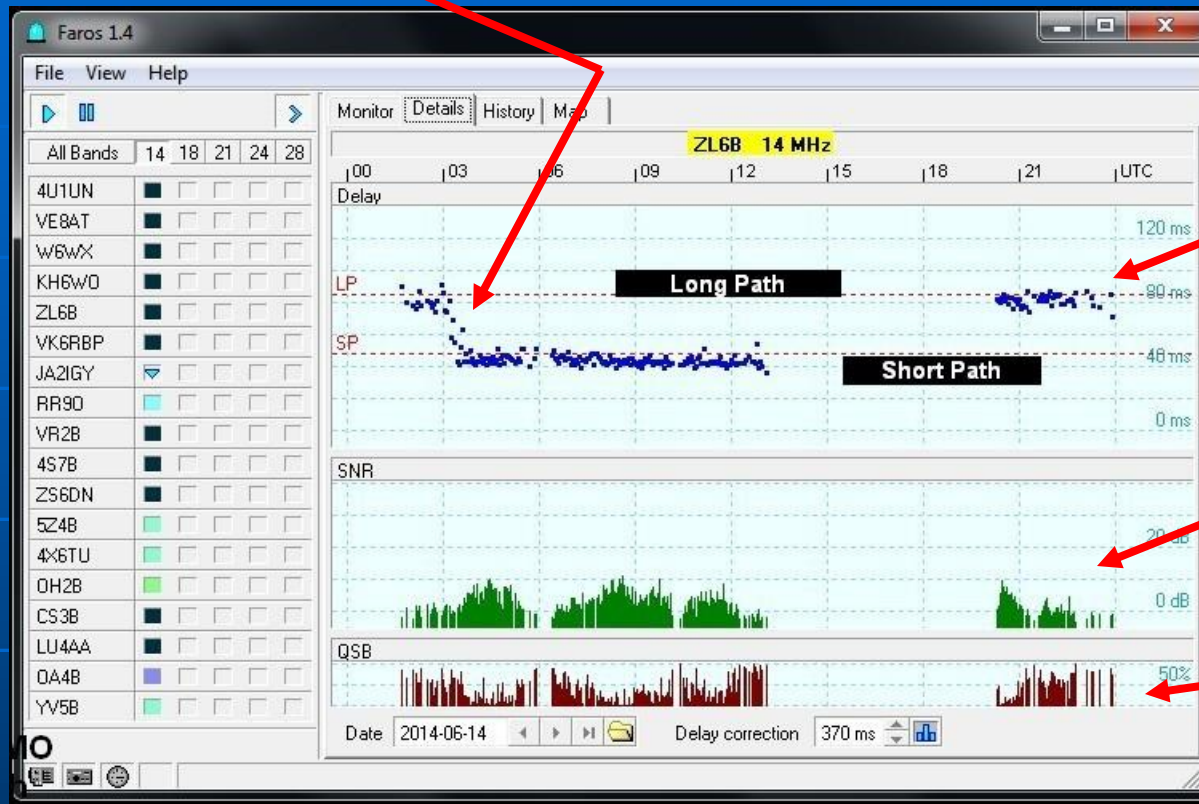 Faros 1.4
File View Help
Monitor Details History Map
All Bands 14 18 21 24 28
ZL6B 14 MHz
00 03 06 09 12 15 18 21 UTC
4U1UN
VE8AT
W6WX
KH6WO
ZL6B
VK6RBP
JA2IGY
RR9O
VR2B
4S7B
ZS6DN
5Z4B
4X6TU
OH2B
CS3B
LU4AA
OA4B
YV5B
Delay
120 ms
LP
Long Path
80 ms
SP
40 ms
Short Path
0 ms
SNR
20 dB
0 dB
QSB
50%
Date 2014-06-14 Delay correction 370 ms